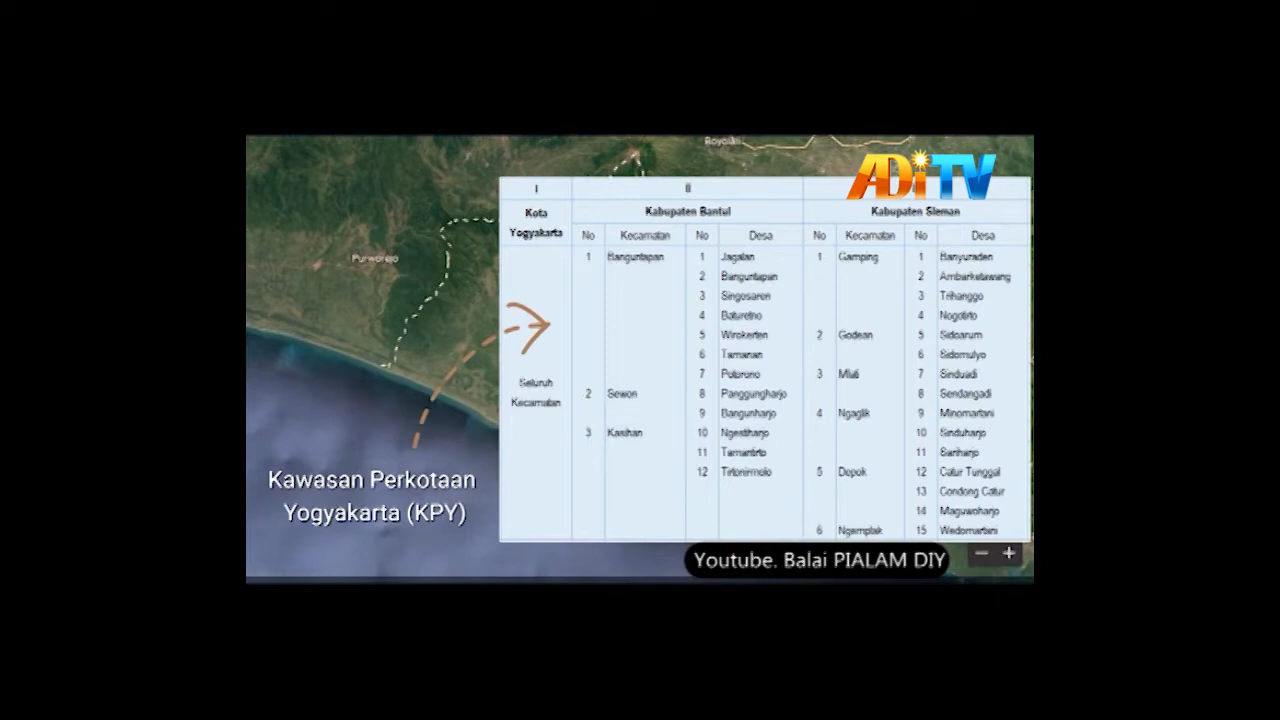 Boyolali
ADiTV
I II
Kota Yogyakarta Kabupaten Bantul Kabupaten Sleman
No Kecamatan No Desa No Kecamatan No Desa
1 Banguntapan 1 Jagalan 1 Gamping 1 Banyuraden
2 Banguntapan 2 Ambarketawang
Purworejo
3 Singosaren 3 Trihanggo
4 Baturetno 4 Nogotirto
5 Wirokerten 2 Godean 5 Sidoarum
6 Tamanan 6 Sidomulyo
7 Potorono 3 Mlati 7 Sinduadi
Seluruh Kecamatan
2 Sewon 8 Panggungharjo 8 Sendangadi
9 Bangunharjo 4 Ngaglik 9 Minomartani
3 Kasihan 10 Ngestiharjo 10 Sinduharjo
11 Tamantirto 11 Sariharjo
12 Tirtonirmolo 5 Depok 12 Catur Tunggal
13 Condong Catur
14 Maguwoharjo
6 Ngemplak 15 Wedomartani
Kawasan Perkotaan
Yogyakarta (KPY)
Youtube. Balai PIALAM DIY